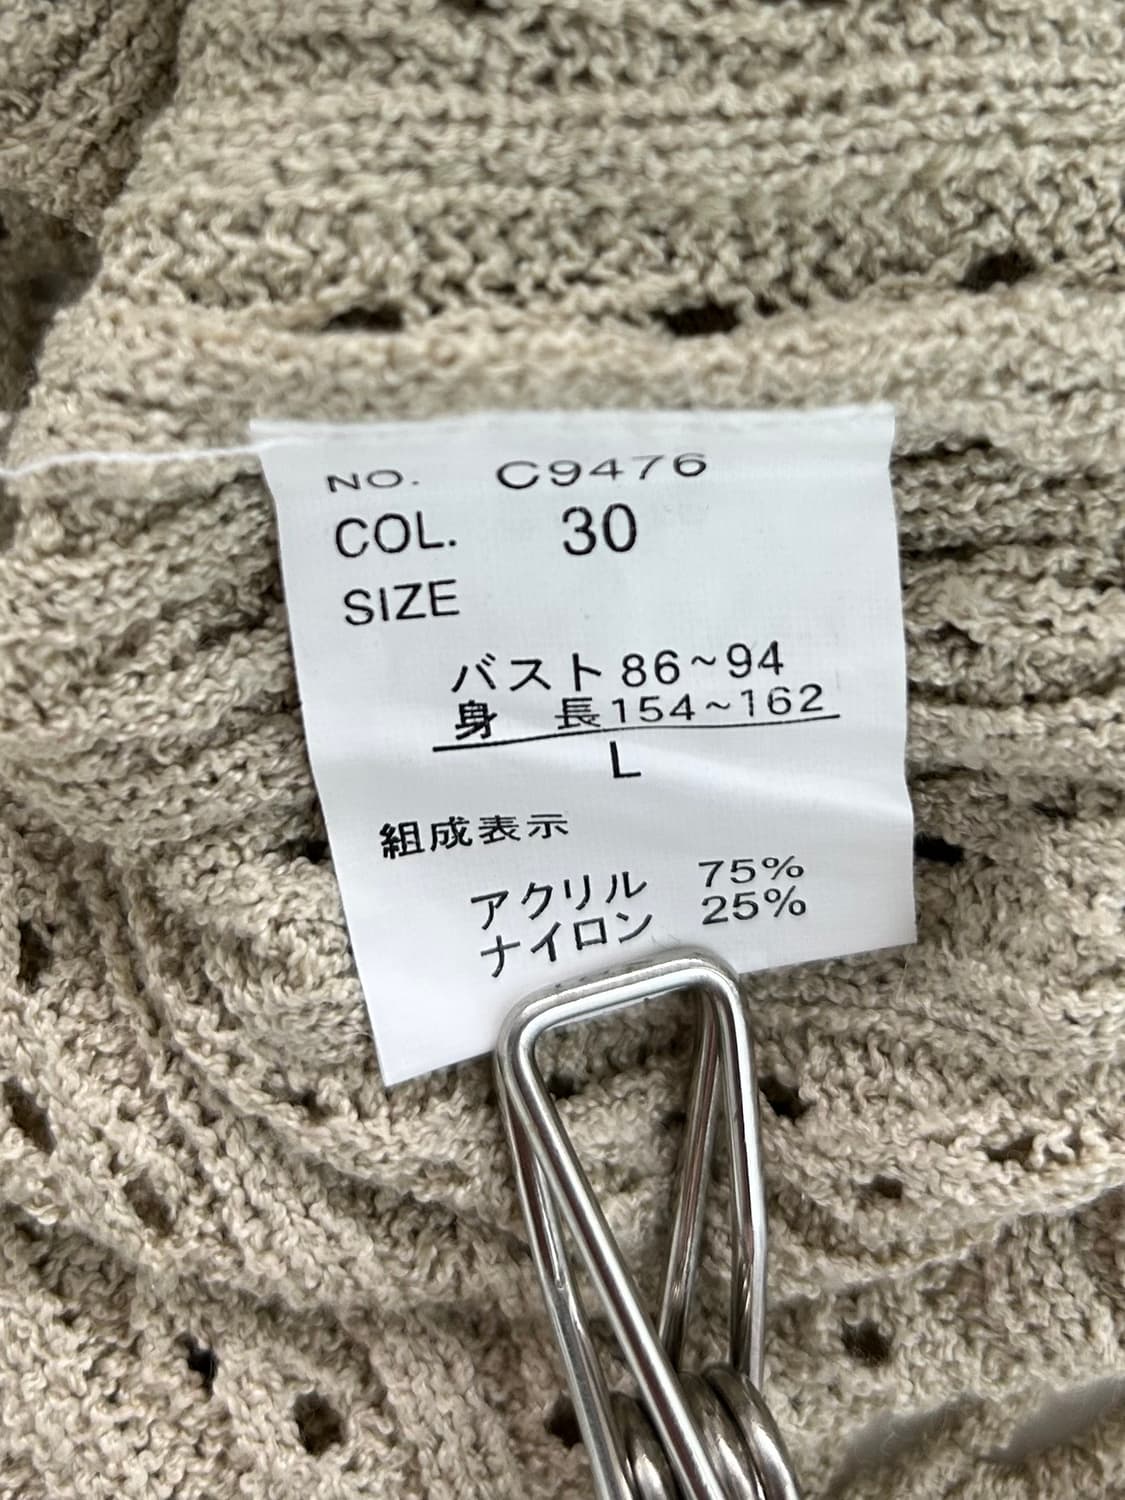 NO. C9476
COL. 30
SIZE
バスト86~94
身 長154~162
L
組成表示
アクリル 75%
ナイロン 25%